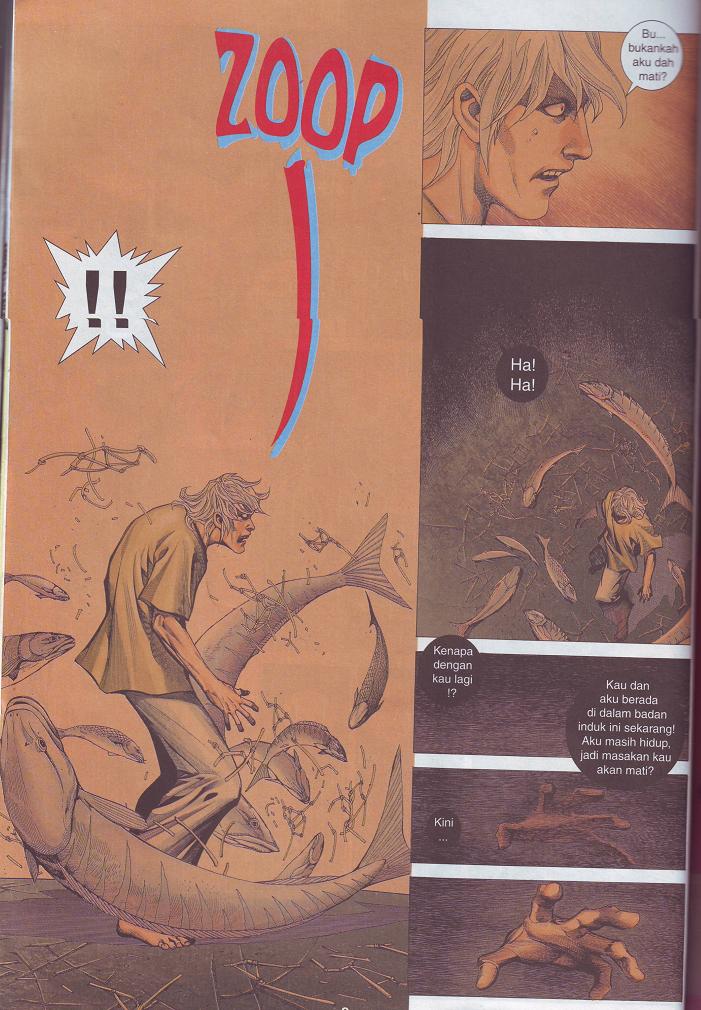 ZOOP
!!
Bu...
bukankah
aku dah
mati?
Ha!
Ha!
Kenapa
dengan
kau lagi
!?
Kau dan
aku berada
di dalam badan
induk ini sekarang!
Aku masih hidup,
jadi masakan kau
akan mati?
Kini
...